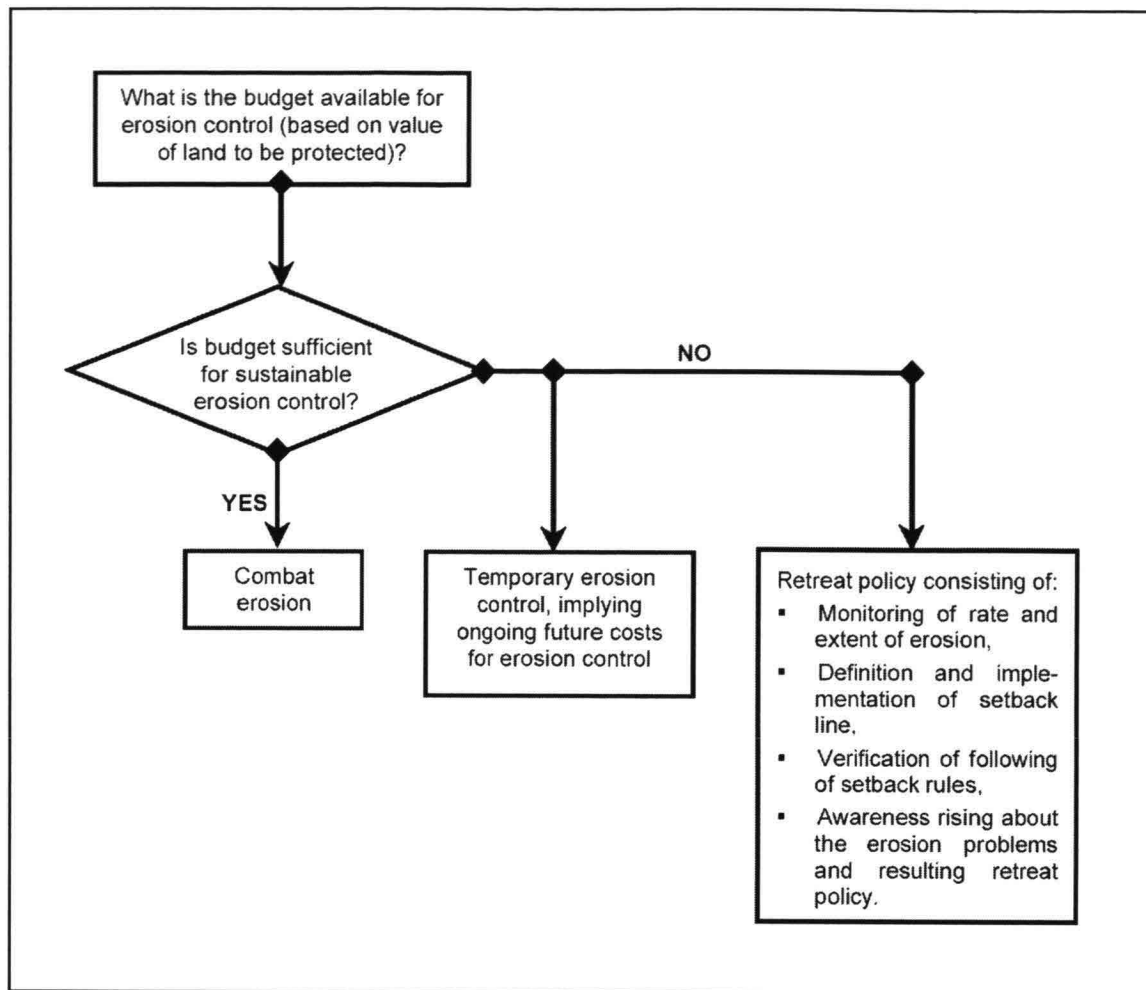 What is the budget available for
erosion control (based on value
of land to be protected)?
Is budget sufficient
for sustainable
erosion control?
NO
YES
Combat
erosion
Temporary erosion
control, implying
ongoing future costs
for erosion control
Retreat policy consisting of:
▪ Monitoring of rate and
extent of erosion,
▪ Definition and imple-
mentation of setback
line,
▪ Verification of following
of setback rules,
▪ Awareness rising about
the erosion problems
and resulting retreat
policy.